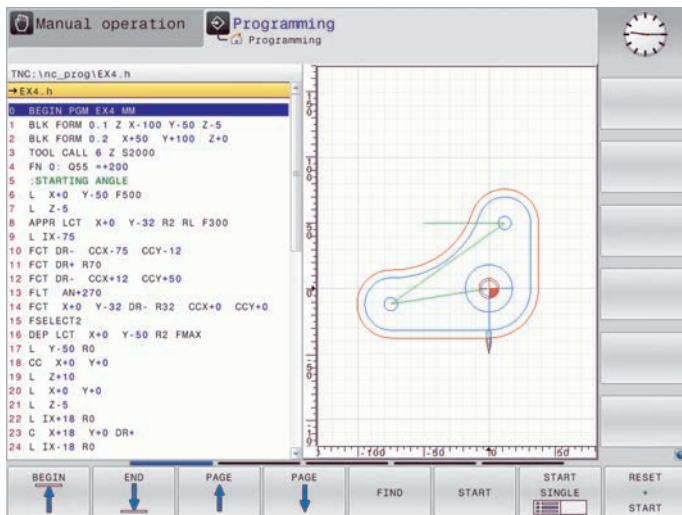 Manual operation
Programming
Programming
TNC:\nc_prog\EX4.h
→EX4.h
0 BEGIN PGM EX4 MM
1 BLK FORM 0.1 Z X-100 Y-50 Z-5
2 BLK FORM 0.2 X+50 Y+100 Z+0
3 TOOL CALL 6 Z S2000
4 FN 0: Q55 =+200
5 ;STARTING ANGLE
6 L X+0 Y-50 F500
7 L Z-5
8 APPR LCT X+0 Y-32 R2 RL F300
9 L IX-75
10 FCT DR- CCX-75 CCY-12
11 FCT DR+ R70
12 FCT DR- CCX+12 CCY+50
13 FLT AN+270
14 FCT X+0 Y-32 DR- R32 CCX+0 CCY+0
15 FSELECT2
16 DEP LCT X+0 Y-50 R2 FMAX
17 L Y-50 R0
18 CC X+0 Y+0
19 L Z+10
20 L X+0 Y+0
21 L Z-5
22 L IX+18 R0
23 C X+18 Y+0 DR+
24 L IX-18 R0
150
100
50
0
-50
-100
-50
0
50
BEGIN
END
PAGE
PAGE
FIND
START
START
SINGLE
RESET
+
START